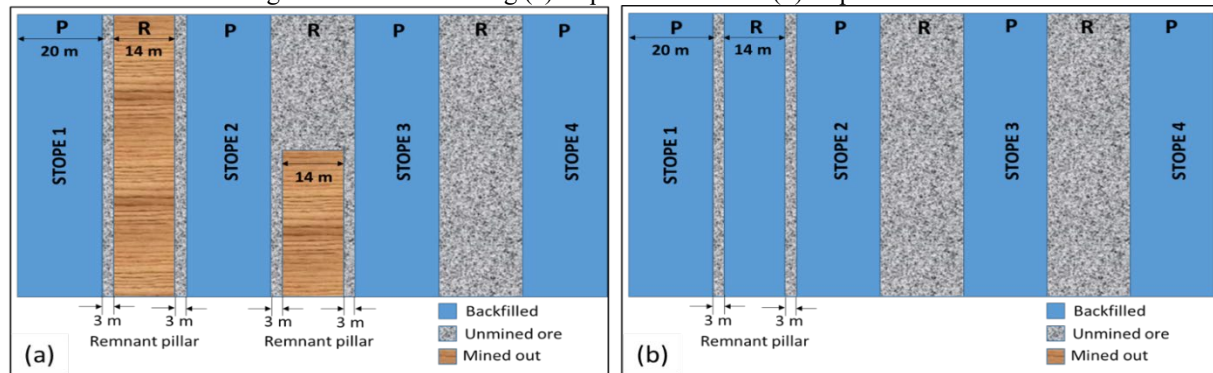 (a) (b)
P R P R P R P
20 m 14 m
STOPE 1 STOPE 2 STOPE 3 STOPE 4
14 m
3 m 3 m 3 m 3 m
Remnant pillar Remnant pillar
Backfilled
Unmined ore
Mined out
(a)
P R P R P R P
20 m 14 m
STOPE 1 STOPE 2 STOPE 3 STOPE 4
3 m 3 m
Remnant pillar
Backfilled
Unmined ore
Mined out
(b)